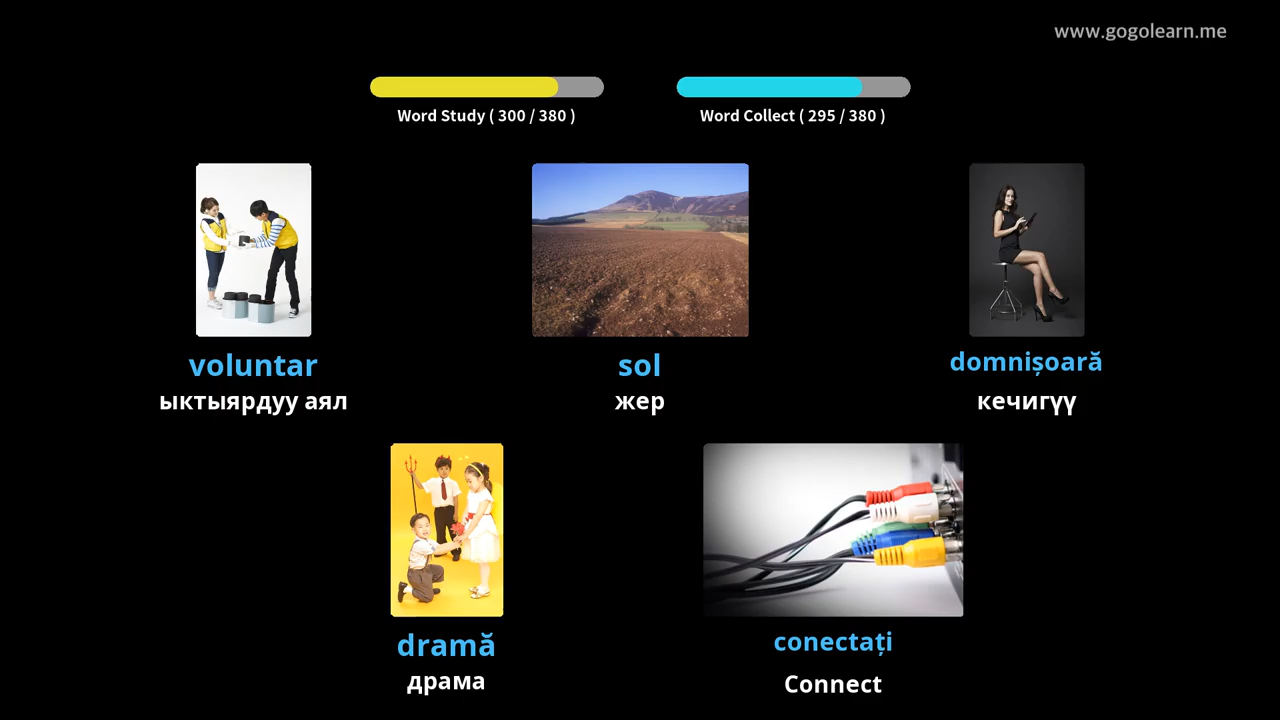 www.gogolearn.me
Word Study ( 300 / 380 )
Word Collect ( 295 / 380 )
voluntar
ыктыярдуу аял
sol
жер
domnișoară
кечигүү
dramă
драма
conectați
Connect